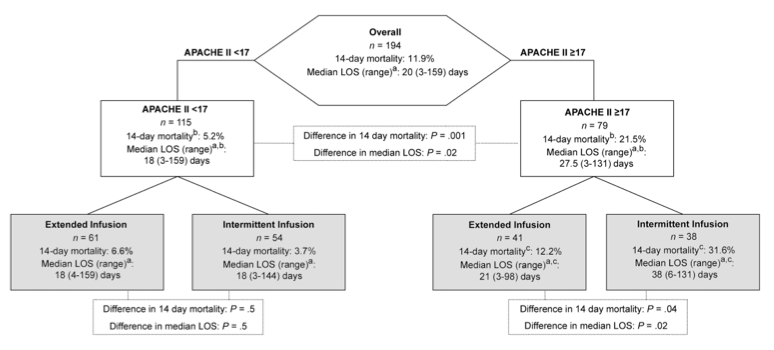 Overall
n = 194
14-day mortality: 11.9%
Median LOS (range)a: 20 (3-159) days
APACHE II <17
APACHE II ≥17
APACHE II <17
n = 115
14-day mortalityb: 5.2%
Median LOS (range)a,b:
18 (3-159) days
Difference in 14 day mortality: P = .001
Difference in median LOS: P = .02
APACHE II ≥17
n = 79
14-day mortalityb: 21.5%
Median LOS (range)a,b:
27.5 (3-131) days
Extended Infusion
n = 61
14-day mortality: 6.6%
Median LOS (range)a:
18 (4-159) days
Intermittent Infusion
n = 54
14-day mortality: 3.7%
Median LOS (range)a:
18 (3-144) days
Extended Infusion
n = 41
14-day mortalityc: 12.2%
Median LOS (range)a,c:
21 (3-98) days
Intermittent Infusion
n = 38
14-day mortalityc: 31.6%
Median LOS (range)a,c:
38 (6-131) days
Difference in 14 day mortality: P = .5
Difference in median LOS: P = .5
Difference in 14 day mortality: P = .04
Difference in median LOS: P = .02